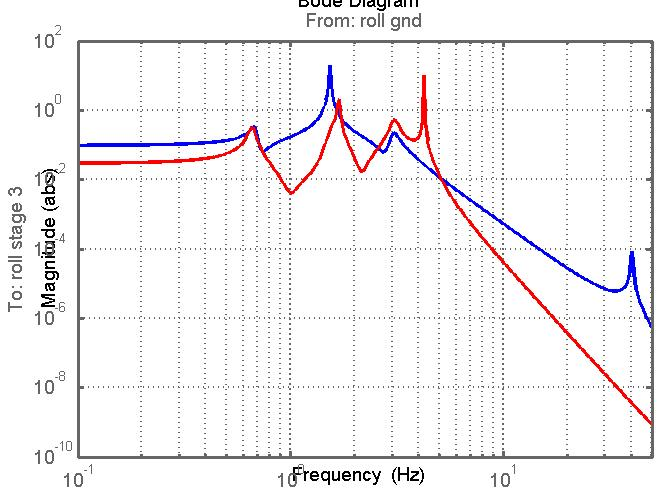 Bode Diagram
From: roll gnd
10^2
10^0
10^-2
10^-4
10^-6
10^-8
10^-10
To: roll stage 3
Magnitude (abs)
10^-1
10^0
10^1
Frequency (Hz)